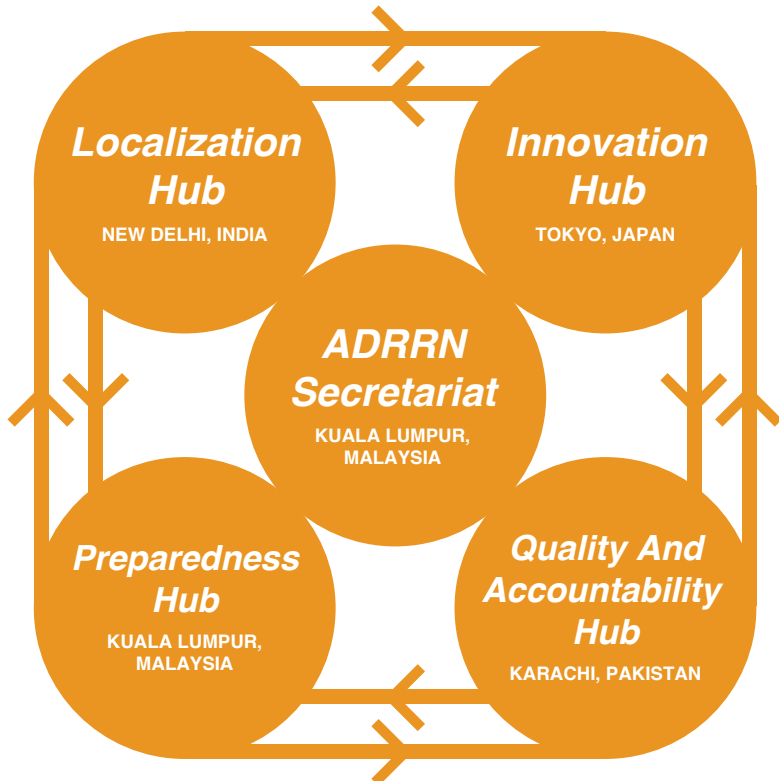 Localization
Hub
NEW DELHI, INDIA
Innovation
Hub
TOKYO, JAPAN
ADRRN
Secretariat
KUALA LUMPUR,
MALAYSIA
Preparedness
Hub
KUALA LUMPUR,
MALAYSIA
Quality And
Accountability
Hub
KARACHI, PAKISTAN